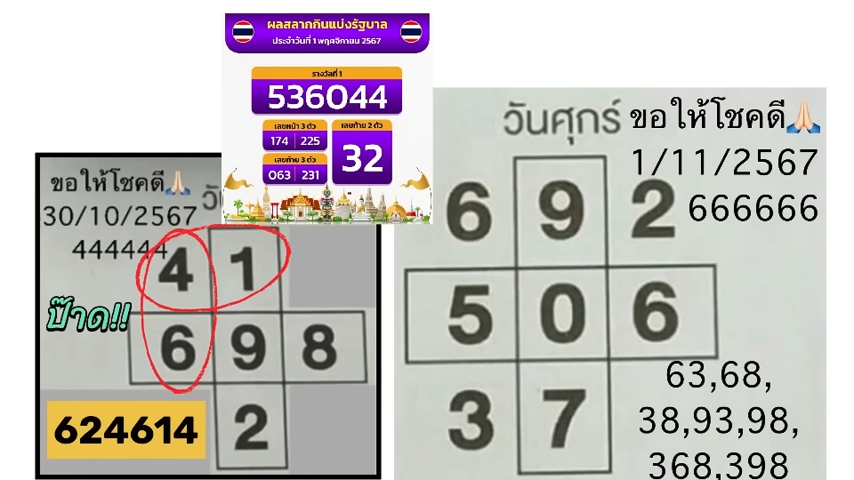 ผลสลากกินแบ่งรัฐบาล
ประจำวันที่ 1 พฤศจิกายน 2567
รางวัลที่ 1
536044
เลขหน้า 3 ตัว
174 225
เลขท้าย 3 ตัว
063 231
เลขท้าย 2 ตัว
32
ขอให้โชคดี🙏🏻
30/10/2567
444444
4 1
ป๊าด!!
6 9 8
624614
2
วันศุกร์
ขอให้โชคดี🙏🏻
1/11/2567
666666
6 9 2
5 0 6
3 7
63,68,
38,93,98,
368,398